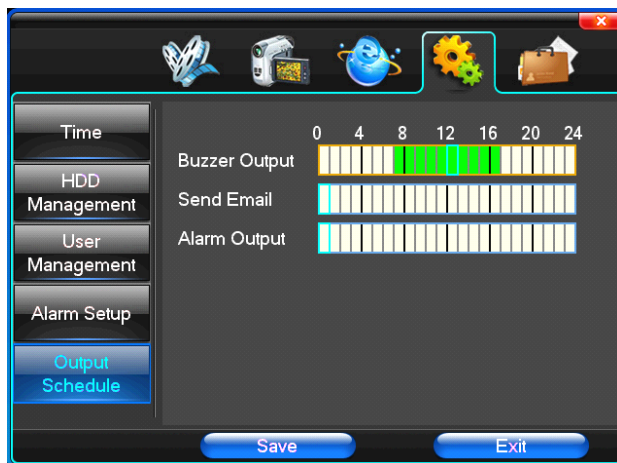 Time
HDD
Management
User
Management
Alarm Setup
Output
Schedule
0 4 8 12 16 20 24
Buzzer Output
Send Email
Alarm Output
Save
Exit